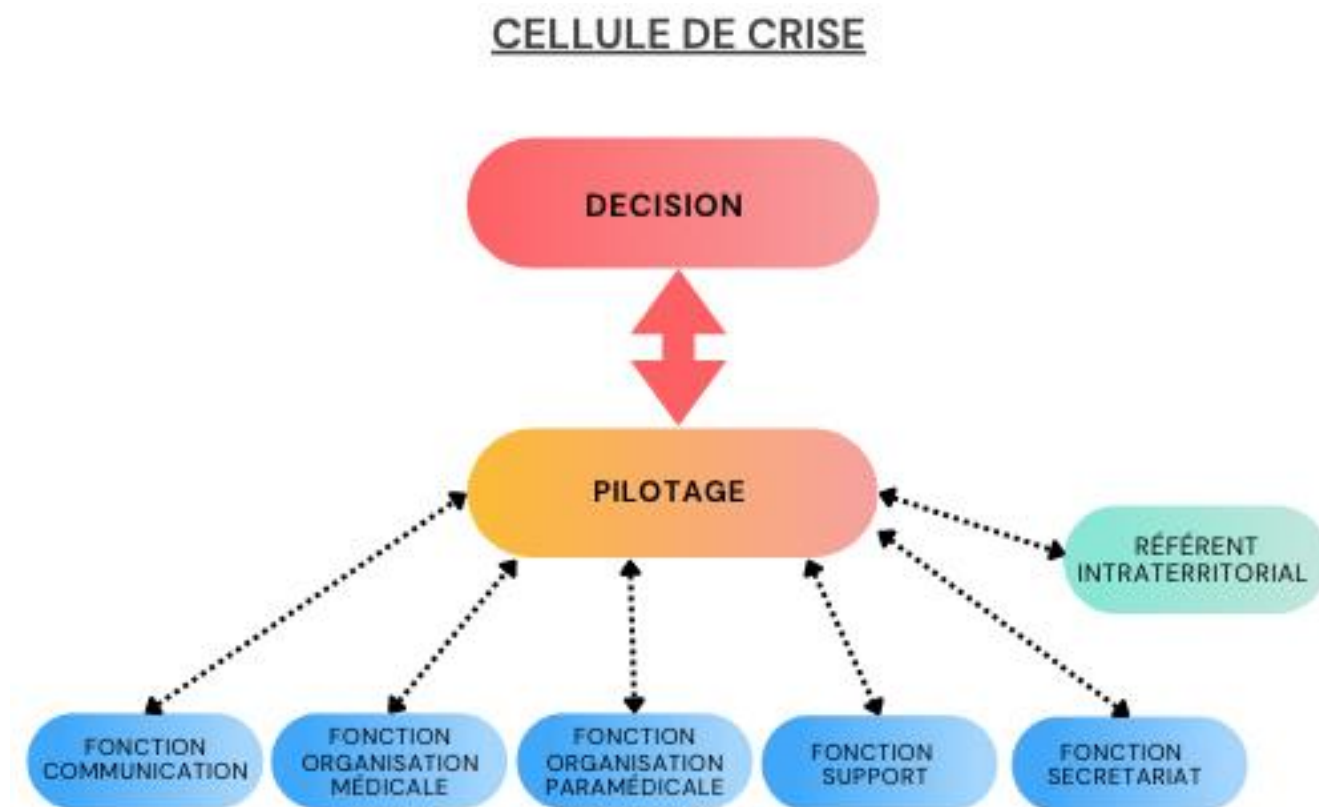 CELLULE DE CRISE
DECISION
PILOTAGE
RÉFÉRENT
INTRATERRITORIAL
FONCTION
COMMUNICATION
FONCTION
ORGANISATION
MÉDICALE
FONCTION
ORGANISATION
PARAMÉDICALE
FONCTION
SUPPORT
FONCTION
SECRETARIAT